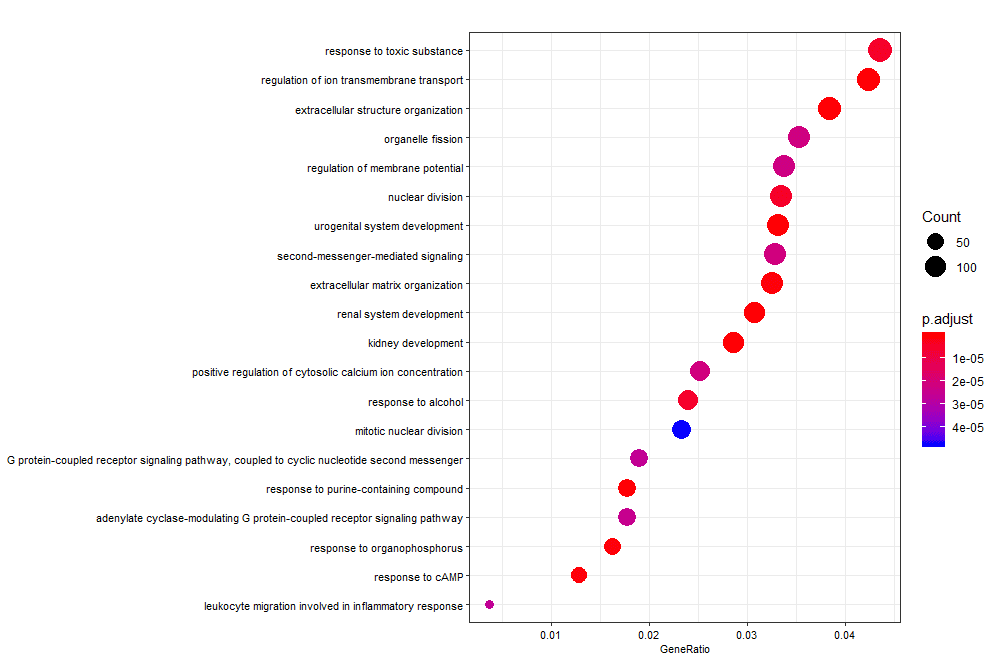 response to toxic substance
regulation of ion transmembrane transport
extracellular structure organization
organelle fission
regulation of membrane potential
nuclear division
urogenital system development
second-messenger-mediated signaling
extracellular matrix organization
renal system development
kidney development
positive regulation of cytosolic calcium ion concentration
response to alcohol
mitotic nuclear division
G protein-coupled receptor signaling pathway, coupled to cyclic nucleotide second messenger
response to purine-containing compound
adenylate cyclase-modulating G protein-coupled receptor signaling pathway
response to organophosphorus
response to cAMP
leukocyte migration involved in inflammatory response
0.01 0.02 0.03 0.04
GeneRatio
Count
50
100
p.adjust
1e-05
2e-05
3e-05
4e-05